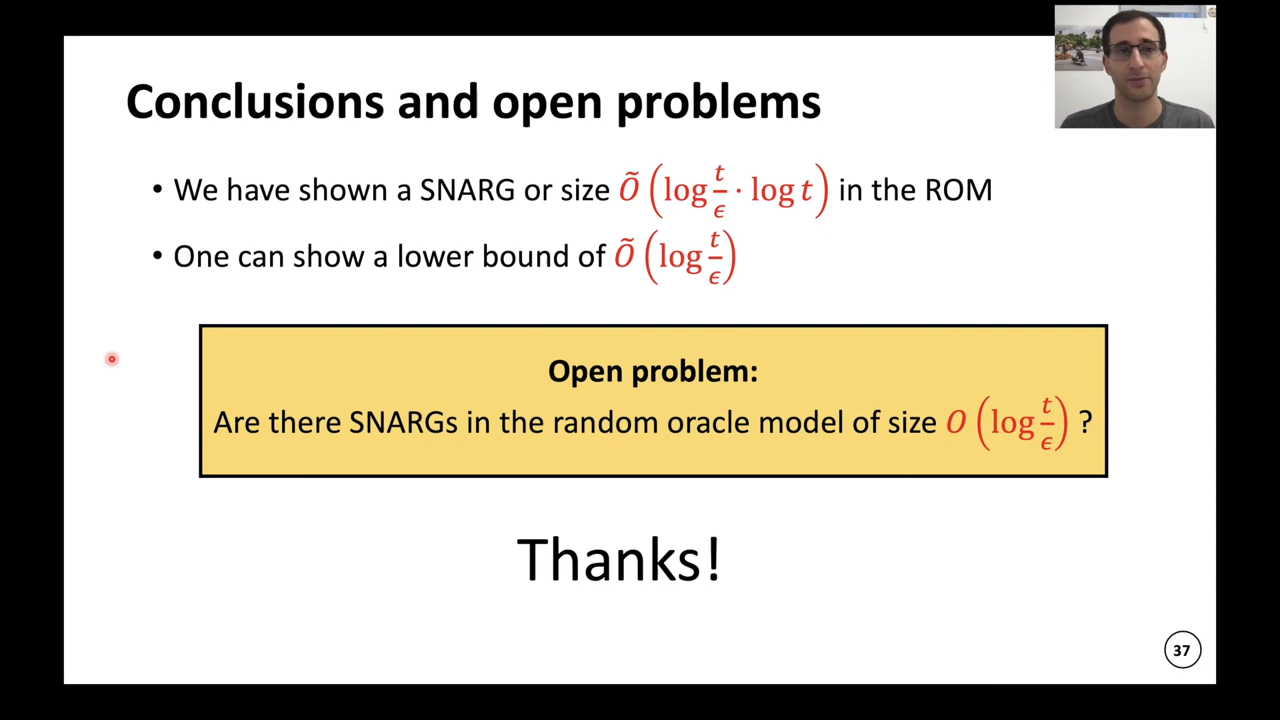 Conclusions and open problems
• We have shown a SNARG or size Õ(log t/ϵ · log t) in the ROM
• One can show a lower bound of Õ(log t/ϵ)
Open problem:
Are there SNARGs in the random oracle model of size O(log t/ϵ) ?
Thanks!
37